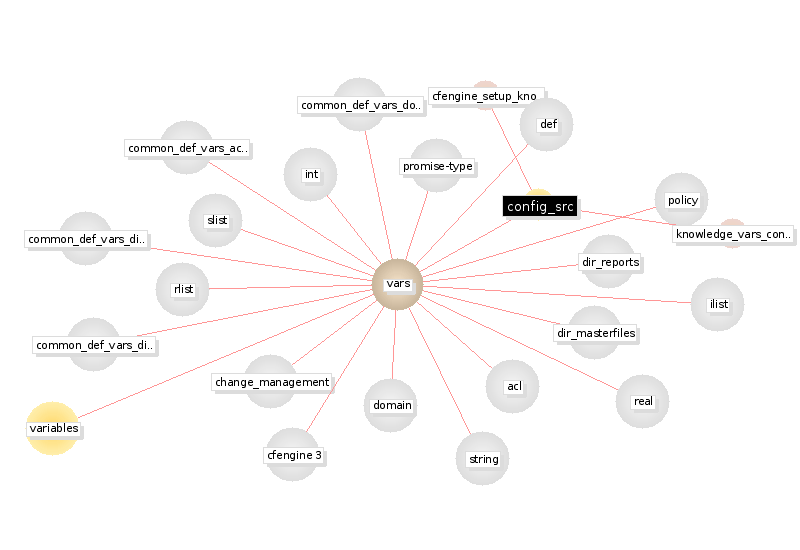 cfengine_setup_kno
common_def_vars_do..
def
common_def_vars_ac..
promise-type
int
policy
config_src
slist
knowledge_vars_con..
common_def_vars_di..
dir_reports
vars
rlist
ilist
dir_masterfiles
common_def_vars_di..
change_management
acl
real
domain
variables
cfengine 3
string